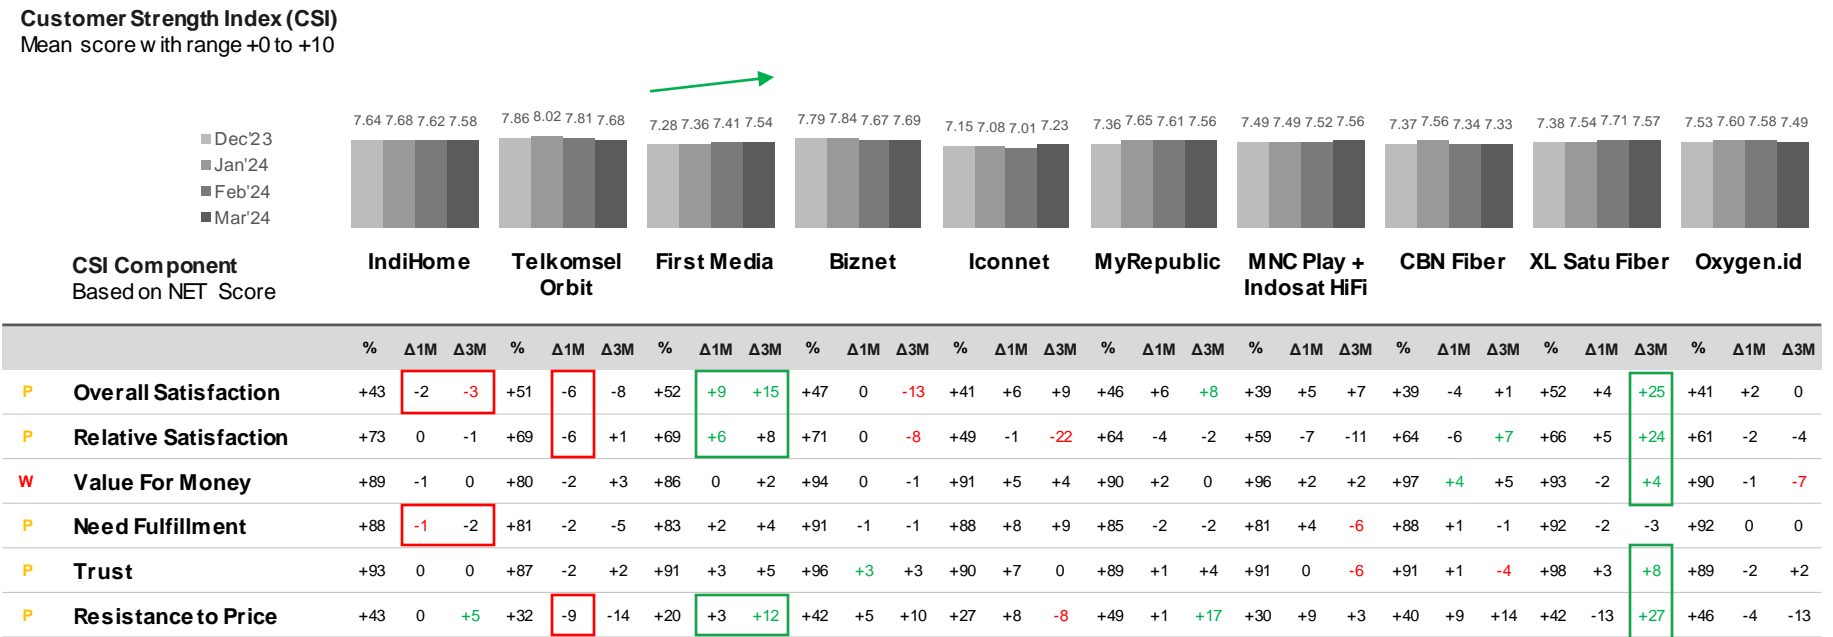 Customer Strength Index (CSI)
Mean score with range +0 to +10
Dec'23
Jan'24
Feb'24
Mar'24
7.64 7.68 7.62 7.58
7.86 8.02 7.81 7.68
7.28 7.36 7.41 7.54
7.79 7.84 7.67 7.69
7.15 7.08 7.01 7.23
7.36 7.65 7.61 7.56
7.49 7.49 7.52 7.56
7.37 7.56 7.34 7.33
7.38 7.54 7.71 7.57
7.53 7.60 7.58 7.49
CSI Component
Based on NET Score
IndiHome
Telkomsel
Orbit
First Media
Biznet
Iconnet
MyRepublic
MNC Play +
Indosat HiFi
CBN Fiber
XL Satu Fiber
Oxygen.id
% Δ1M Δ3M % Δ1M Δ3M % Δ1M Δ3M % Δ1M Δ3M % Δ1M Δ3M % Δ1M Δ3M % Δ1M Δ3M % Δ1M Δ3M % Δ1M Δ3M % Δ1M Δ3M
P Overall Satisfaction +43 -2 -3 +51 -6 -8 +52 +9 +15 +47 0 -13 +41 +6 +9 +46 +6 +8 +39 +5 +7 +39 -4 +1 +52 +4 +25 +41 +2 0
P Relative Satisfaction +73 0 -1 +69 -6 +1 +69 +6 +8 +71 0 -8 +49 -1 -22 +64 -4 -2 +59 -7 -11 +64 -6 +7 +66 +5 +24 +61 -2 -4
W Value For Money +89 -1 0 +80 -2 +3 +86 0 +2 +94 0 -1 +91 +5 +4 +90 +2 0 +96 +2 +2 +97 +4 +5 +93 -2 +4 +90 -1 -7
P Need Fulfillment +88 -1 -2 +81 -2 -5 +83 +2 +4 +91 -1 -1 +88 +8 +9 +85 -2 -2 +81 +4 -6 +88 +1 -1 +92 -2 -3 +92 0 0
P Trust +93 0 0 +87 -2 +2 +91 +3 +5 +96 +3 +3 +90 +7 0 +89 +1 +4 +91 0 -6 +91 +1 -4 +98 +3 +8 +89 -2 +2
P Resistance to Price +43 0 +5 +32 -9 -14 +20 +3 +12 +42 +5 +10 +27 +8 -8 +49 +1 +17 +30 +9 +3 +40 +9 +14 +42 -13 +27 +46 -4 -13